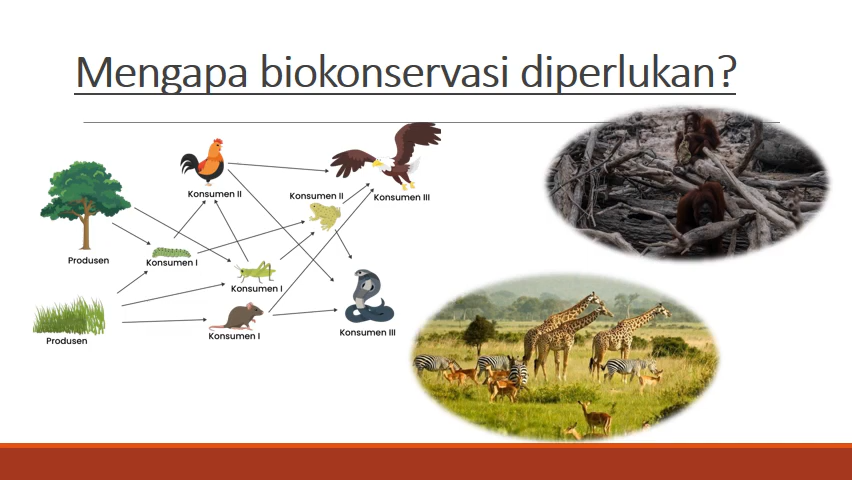 Mengapa biokonservasi diperlukan?
Konsumen II
Konsumen II
Konsumen III
Produsen
Konsumen I
Konsumen I
Produsen
Konsumen I
Konsumen III